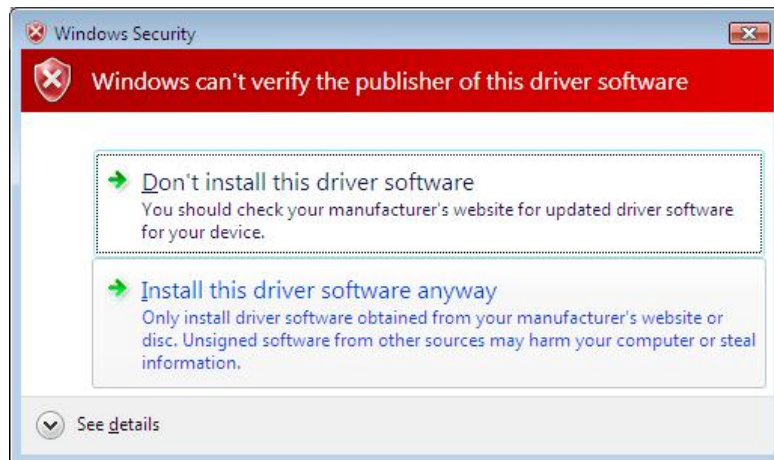 Windows Security
Windows can't verify the publisher of this driver software
Don't install this driver software
You should check your manufacturer's website for updated driver software
for your device.
Install this driver software anyway
Only install driver software obtained from your manufacturer's website or
disc. Unsigned software from other sources may harm your computer or steal
information.
See details